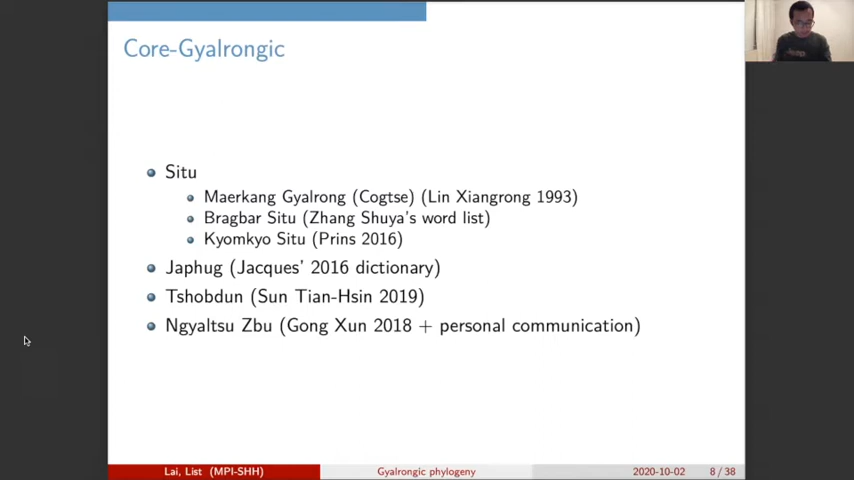 Core-Gyalrongic
Situ
Maerkang Gyalrong (Cogtse) (Lin Xiangrong 1993)
Bragbar Situ (Zhang Shuya's word list)
Kyomkyo Situ (Prins 2016)
Japhug (Jacques' 2016 dictionary)
Tshobdun (Sun Tian-Hsin 2019)
Ngyaltsu Zbu (Gong Xun 2018 + personal communication)
Lai, List (MPI-SHH) Gyalrongic phylogeny 2020-10-02 8 / 38